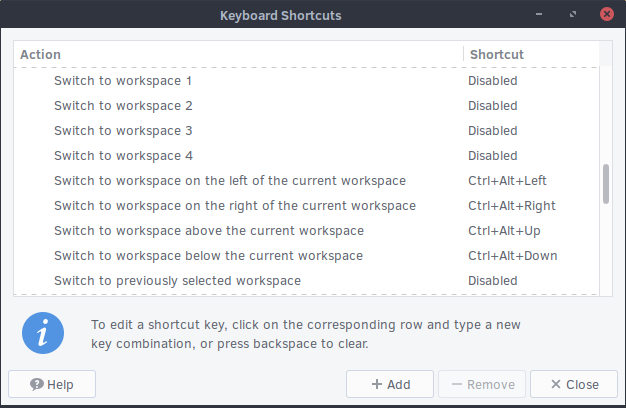 Keyboard Shortcuts
Action Shortcut
Switch to workspace 1 Disabled
Switch to workspace 2 Disabled
Switch to workspace 3 Disabled
Switch to workspace 4 Disabled
Switch to workspace on the left of the current workspace Ctrl+Alt+Left
Switch to workspace on the right of the current workspace Ctrl+Alt+Right
Switch to workspace above the current workspace Ctrl+Alt+Up
Switch to workspace below the current workspace Ctrl+Alt+Down
Switch to previously selected workspace Disabled
To edit a shortcut key, click on the corresponding row and type a new
key combination, or press backspace to clear.
Help Add Remove Close